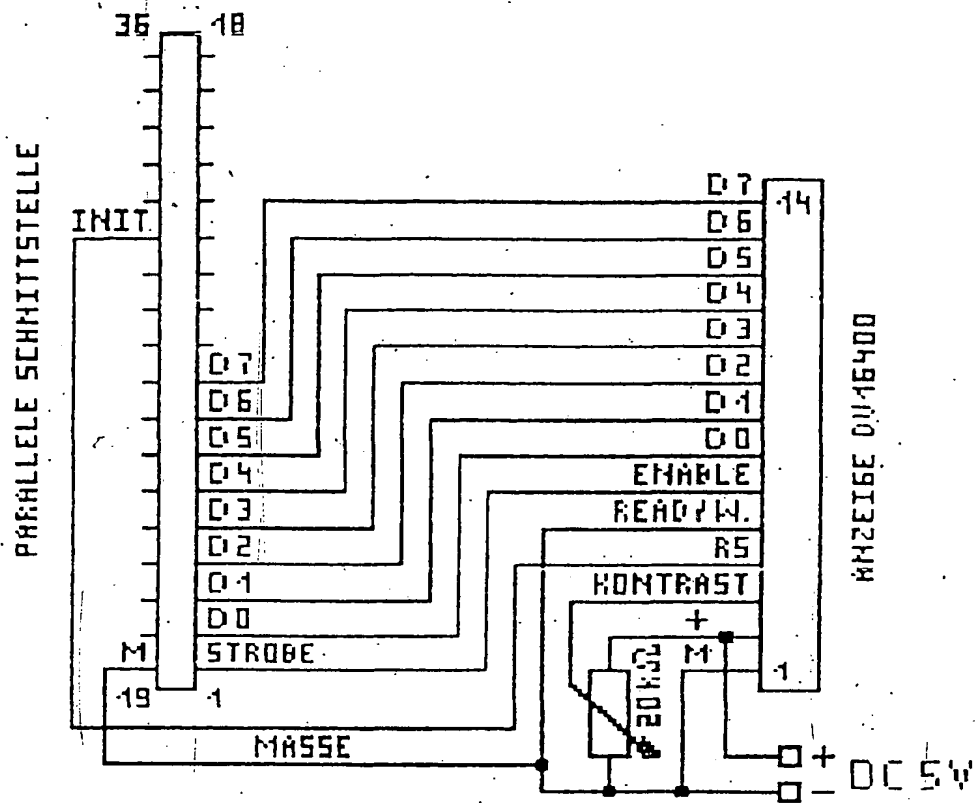 36 18
PARALLELE SCHNITTSTELLE
INIT
D7
D6
D5
D4
D3
D2
D1
D0
STROBE
M
19 1
MASSE
D7
D6
D5
D4
D3
D2
D1
D0
ENABLE
READ/W.
RS
KONTRAST
+
M
14
1
ANZEIGE DV16400
20KΩ
+
DC 5V
−